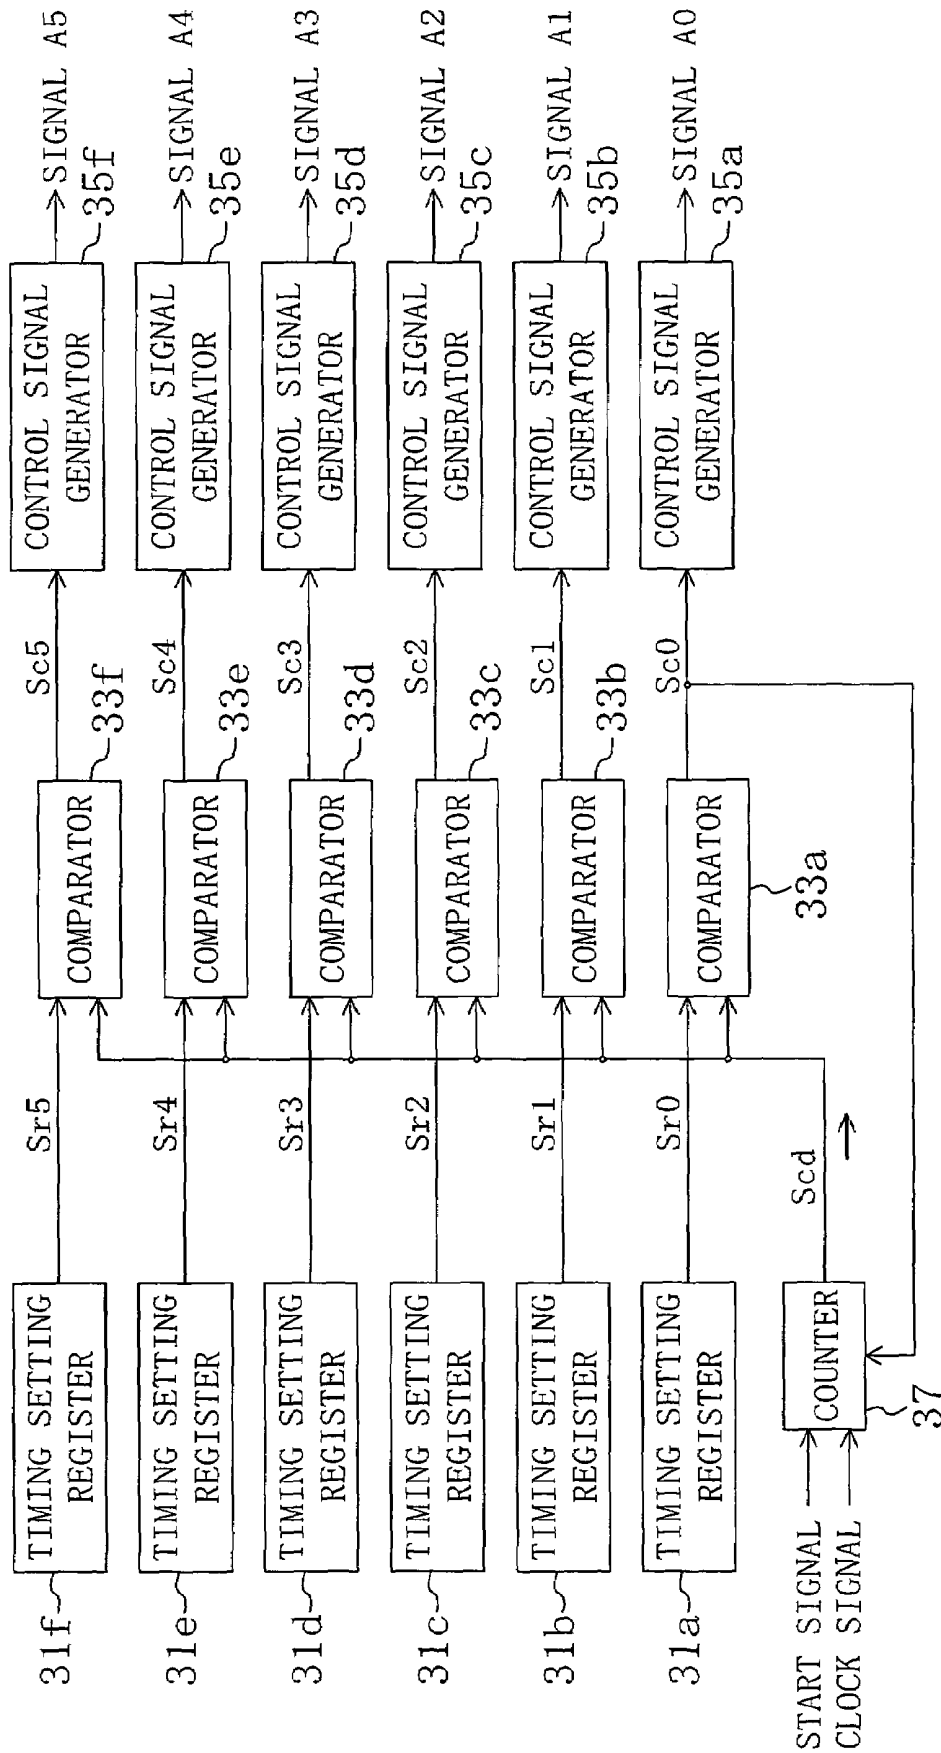 31f
TIMING SETTING
REGISTER
Sr5
COMPARATOR
33f
Sc5
CONTROL SIGNAL
GENERATOR
35f
SIGNAL A5
31e
TIMING SETTING
REGISTER
Sr4
COMPARATOR
33e
Sc4
CONTROL SIGNAL
GENERATOR
35e
SIGNAL A4
31d
TIMING SETTING
REGISTER
Sr3
COMPARATOR
33d
Sc3
CONTROL SIGNAL
GENERATOR
35d
SIGNAL A3
31c
TIMING SETTING
REGISTER
Sr2
COMPARATOR
33c
Sc2
CONTROL SIGNAL
GENERATOR
35c
SIGNAL A2
31b
TIMING SETTING
REGISTER
Sr1
COMPARATOR
33b
Sc1
CONTROL SIGNAL
GENERATOR
35b
SIGNAL A1
31a
TIMING SETTING
REGISTER
Sr0
COMPARATOR
33a
Sc0
CONTROL SIGNAL
GENERATOR
35a
SIGNAL A0
START SIGNAL
CLOCK SIGNAL
COUNTER
37
Scd